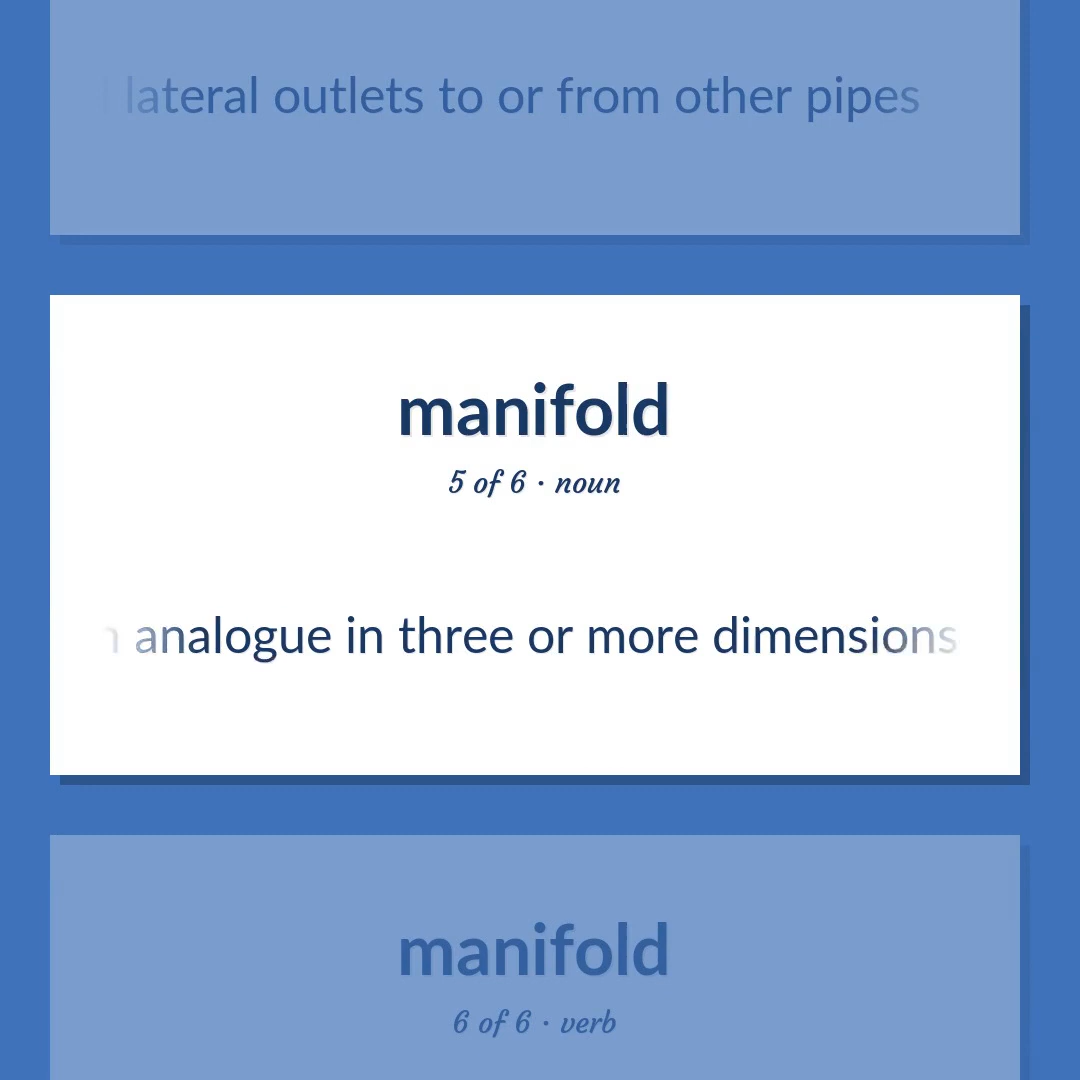 lateral outlets to or from other pipes
manifold
5 of 6 · noun
analogue in three or more dimensions
manifold
6 of 6 · verb